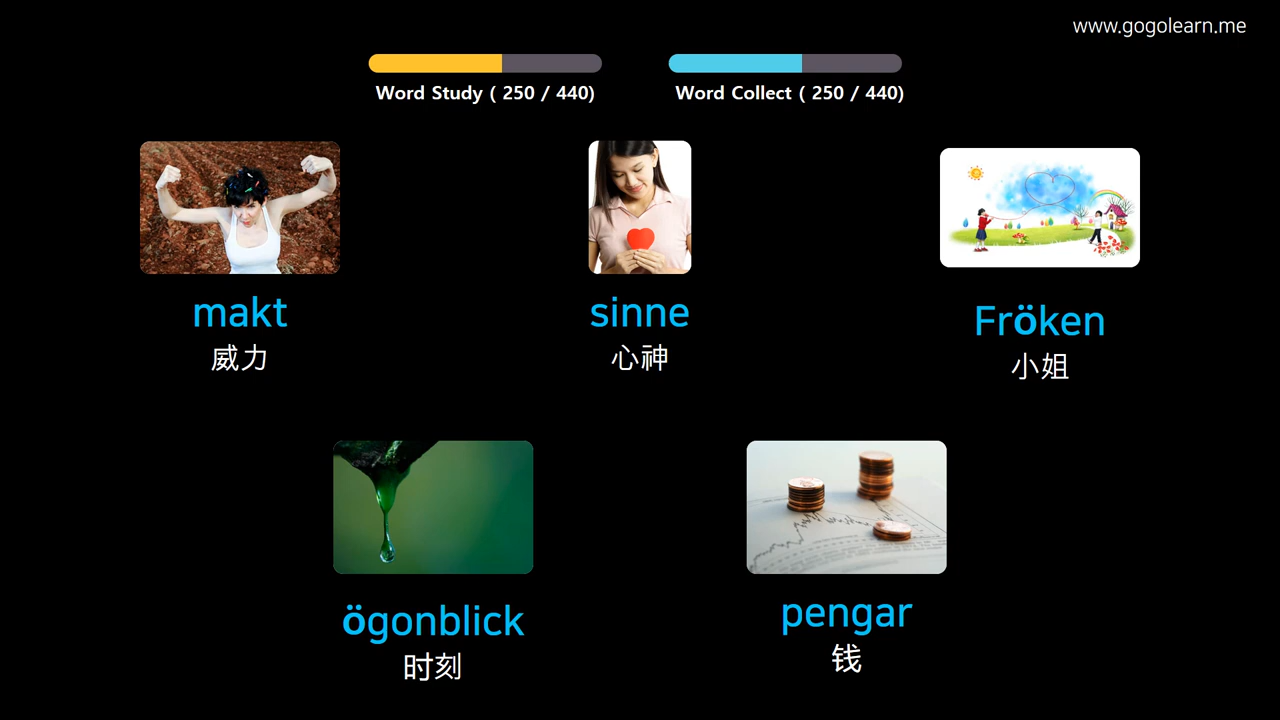 www.gogolearn.me
Word Study ( 250 / 440)
Word Collect ( 250 / 440)
makt
威力
sinne
心神
Fröken
小姐
ögonblick
时刻
pengar
钱